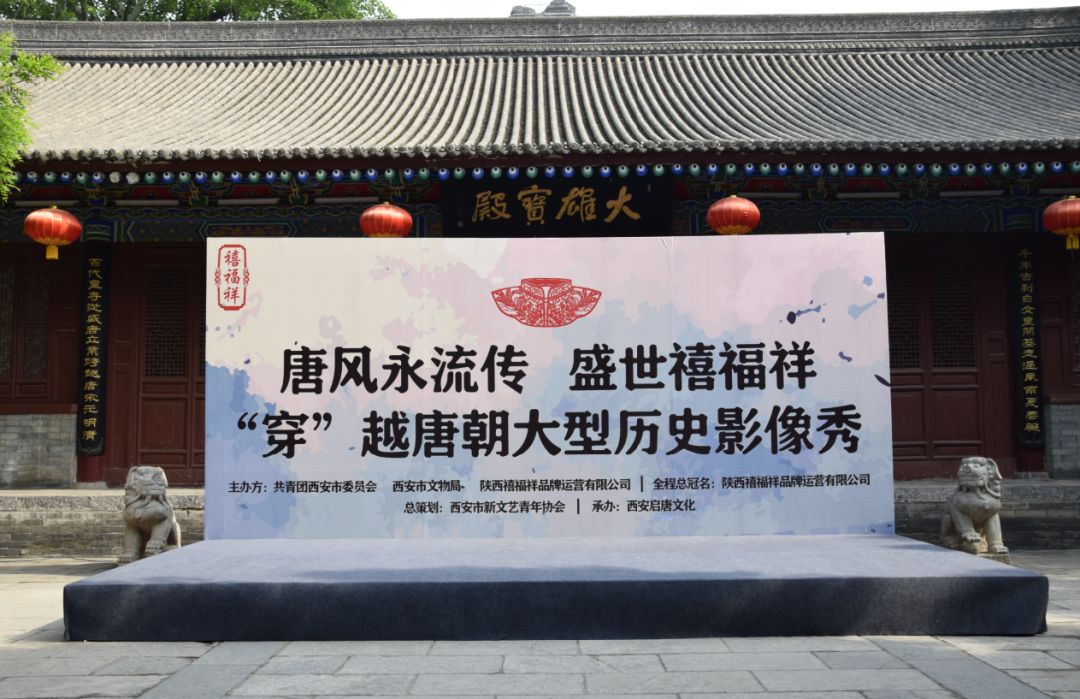 大雄寶殿
禧福祥
唐风永流传 盛世禧福祥
“穿”越唐朝大型历史影像秀
主办方：共青团西安市委员会 西安市文物局 陕西禧福祥品牌运营有限公司 | 全程总冠名：陕西禧福祥品牌运营有限公司
总策划：西安市新文艺青年协会 | 承办：西安启唐文化